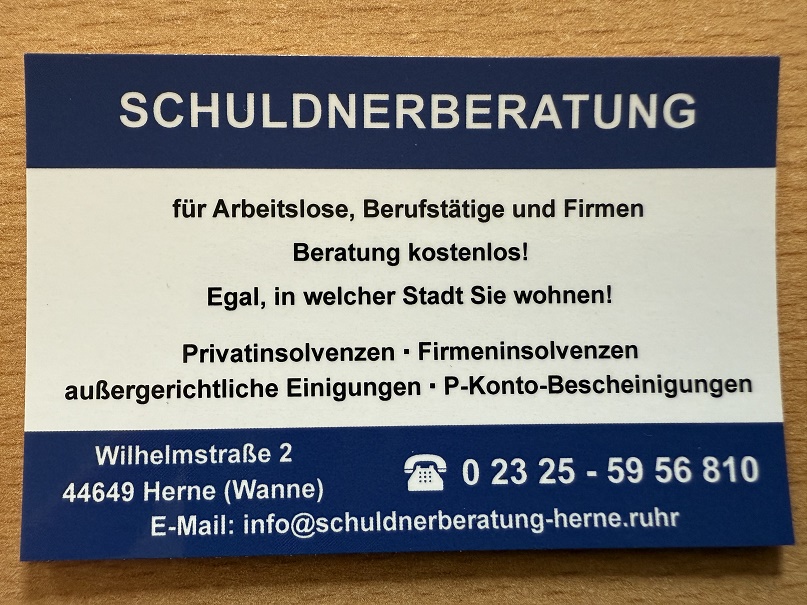 SCHULDNERBERATUNG
für Arbeitslose, Berufstätige und Firmen
Beratung kostenlos!
Egal, in welcher Stadt Sie wohnen!
Privatinsolvenzen · Firmeninsolvenzen
außergerichtliche Einigungen · P-Konto-Bescheinigungen
Wilhelmstraße 2
44649 Herne (Wanne)
0 23 25 - 59 56 810
E-Mail: info@schuldnerberatung-herne.ruhr